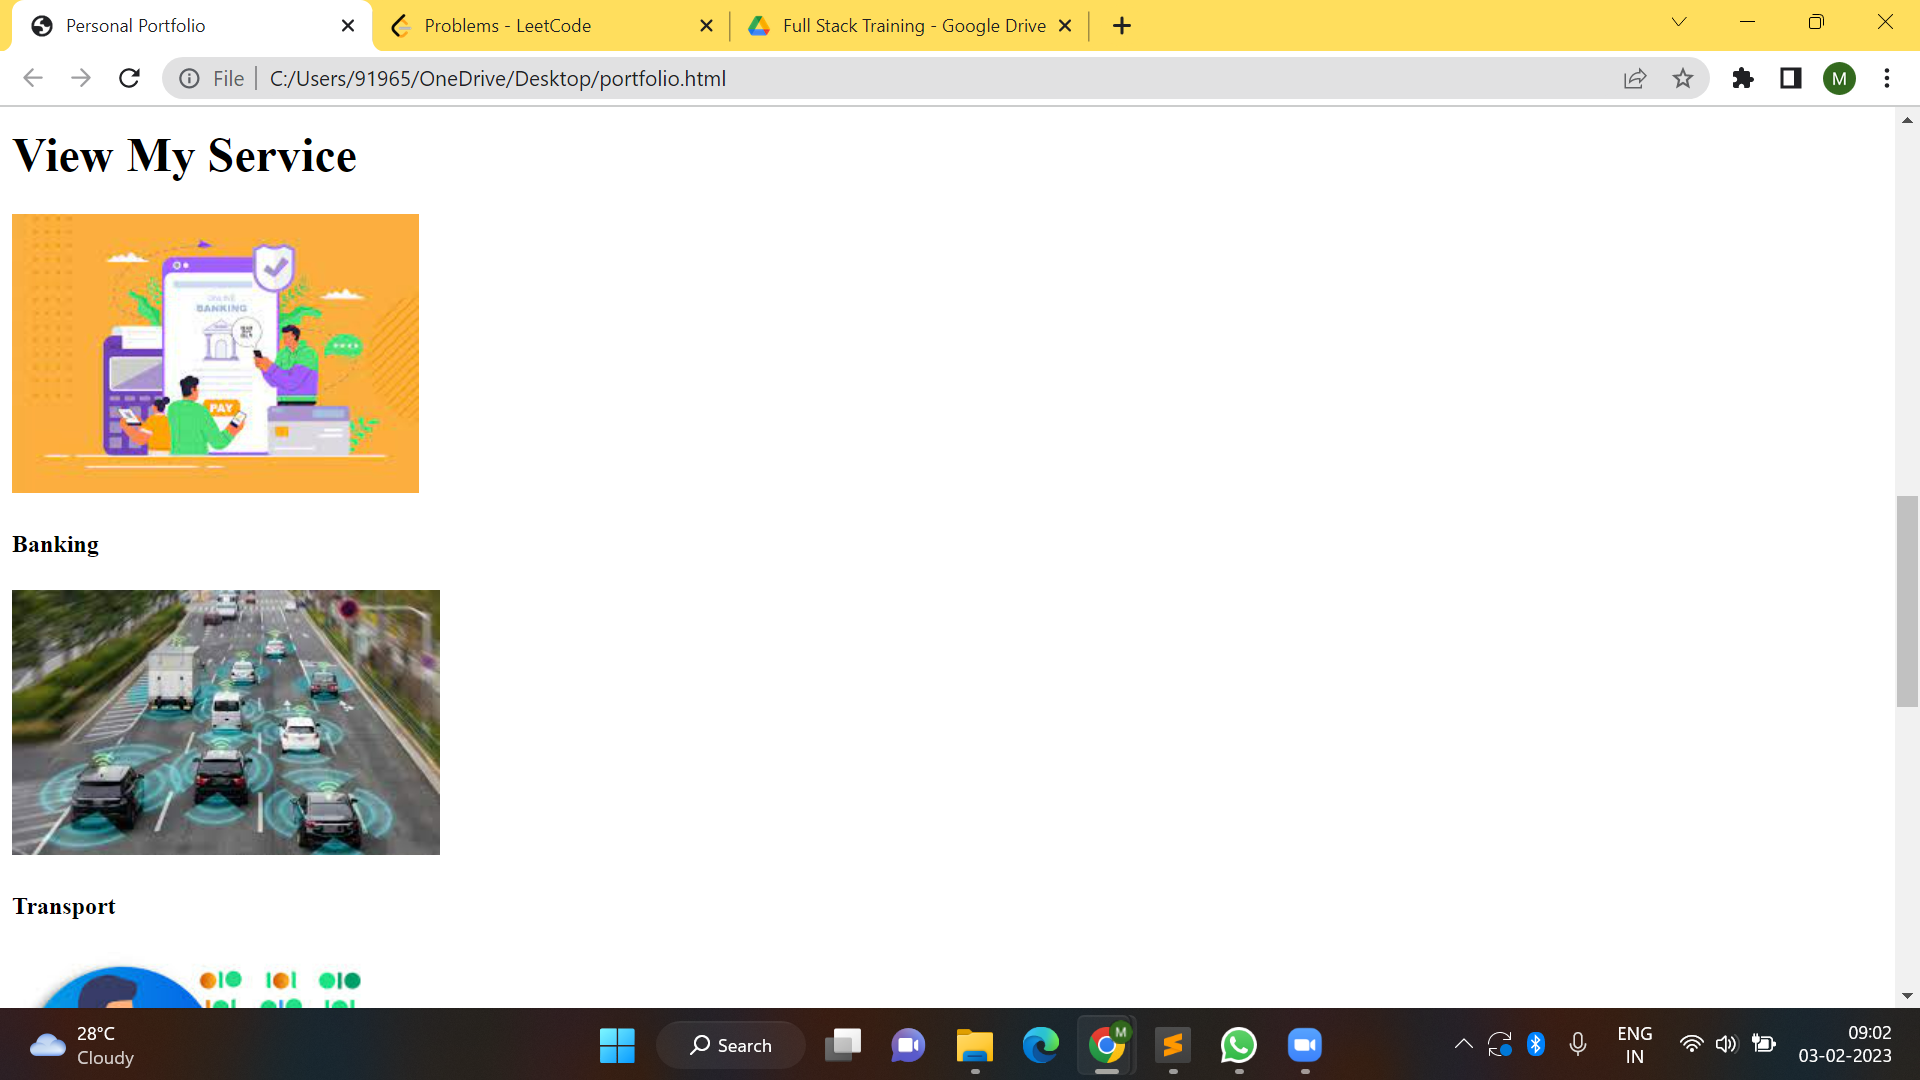 Personal Portfolio
Problems - LeetCode
Full Stack Training - Google Drive
File
C:/Users/91965/OneDrive/Desktop/portfolio.html
M
View My Service
ONLINE
BANKING
PAY
Banking
Transport
28°C
Cloudy
Search
M
ENG
IN
09:02
03-02-2023